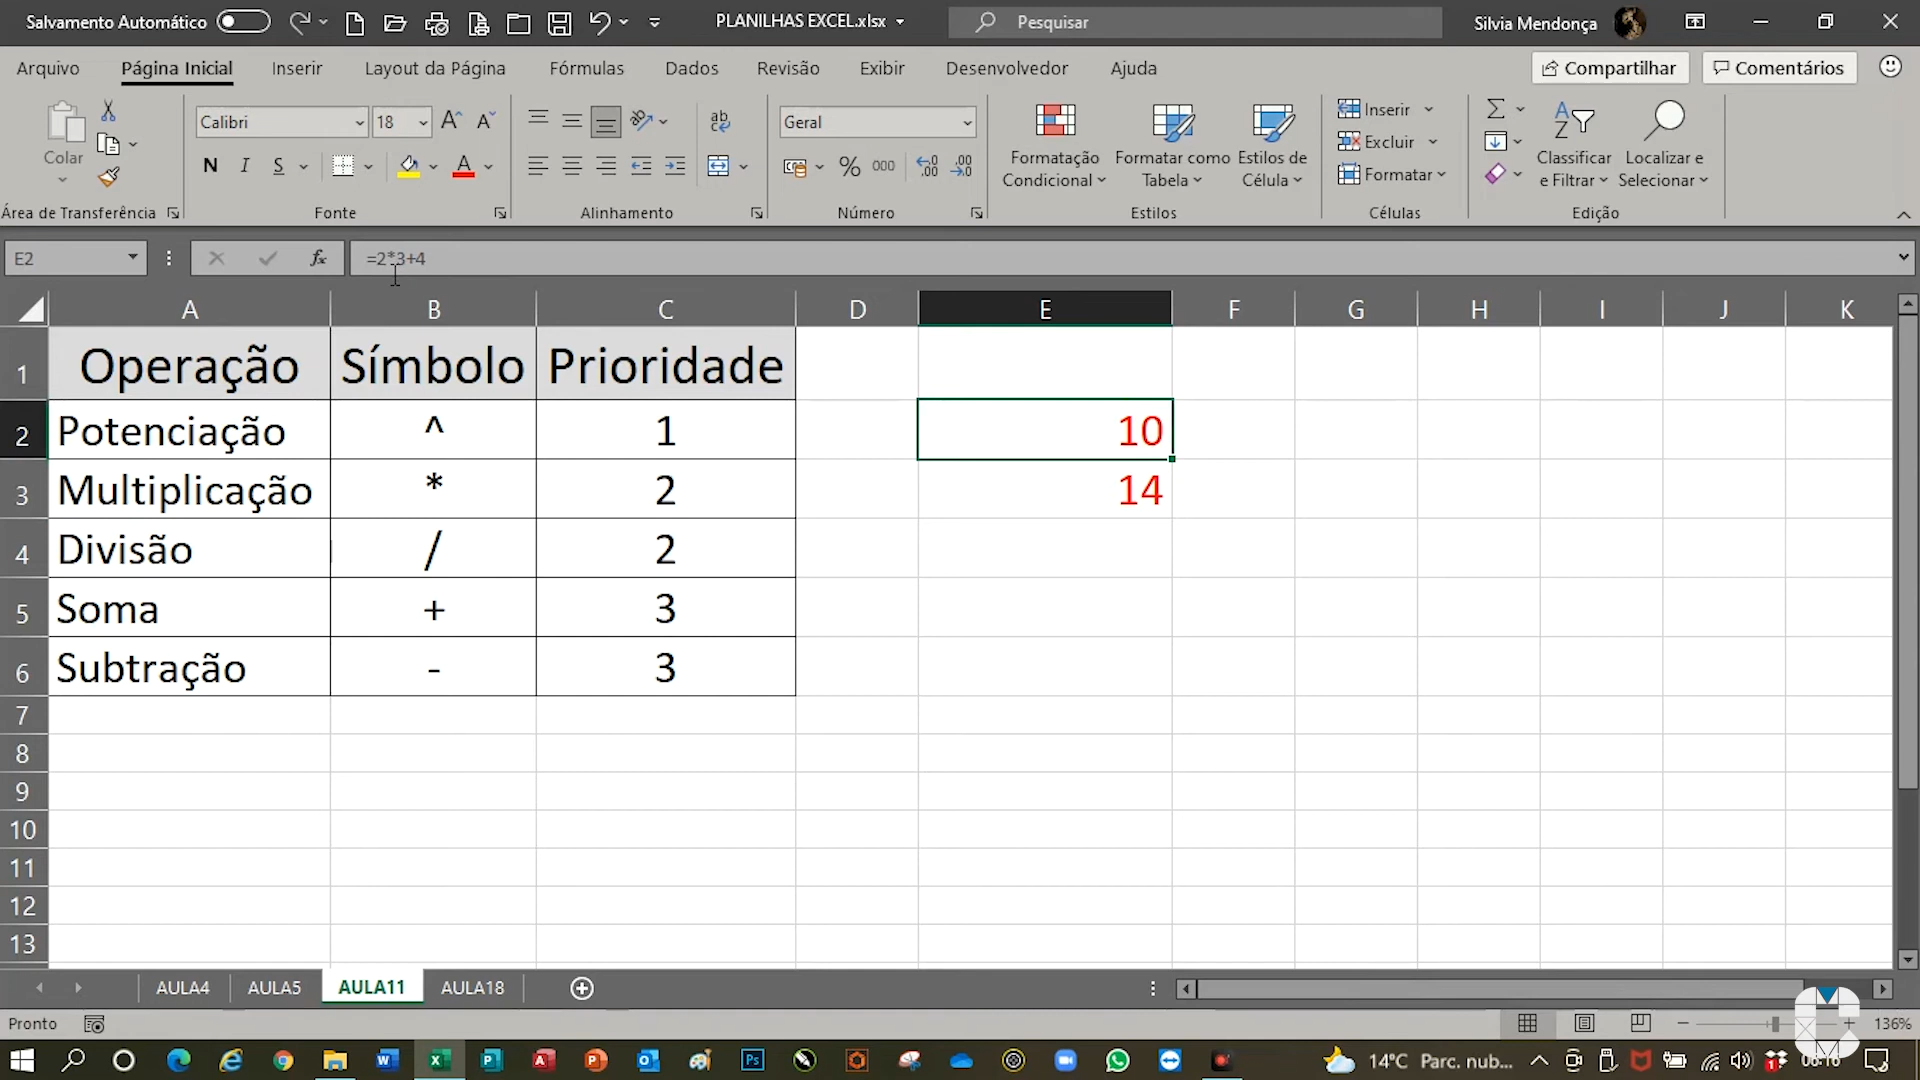 Salvamento Automático
PLANILHAS EXCEL.xlsx
Pesquisar
Silvia Mendonça
Arquivo
Página Inicial
Inserir
Layout da Página
Fórmulas
Dados
Revisão
Exibir
Desenvolvedor
Ajuda
Compartilhar
Comentários
Colar
Área de Transferência
Calibri
18
N I S
Fonte
Alinhamento
Geral
% 000
Número
Formatação Condicional
Formatar como Tabela
Estilos de Célula
Estilos
Inserir
Excluir
Formatar
Células
Classificar e Filtrar
Localizar e Selecionar
Edição
E2
fx
=2*3+4
A B C D E F G H I J K
1 Operação Símbolo Prioridade
2 Potenciação ^ 1 10
3 Multiplicação * 2 14
4 Divisão / 2
5 Soma + 3
6 Subtração - 3
7
8
9
10
11
12
13
AULA4 AULA5 AULA11 AULA18
Pronto
136%
14°C Parc. nub...